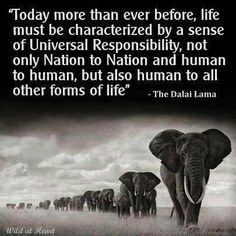 “Today more than ever before, life
must be characterized by a sense
of Universal Responsibility, not
only Nation to Nation and human
to human, but also human to all
other forms of life”
- The Dalai Lama
Wild at Heart